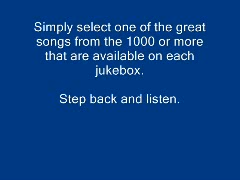 Simply select one of the great
songs from the 1000 or more
that are available on each
jukebox.
Step back and listen.